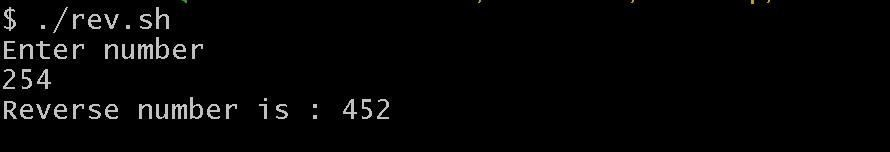 $ ./rev.sh
Enter number
254
Reverse number is : 452